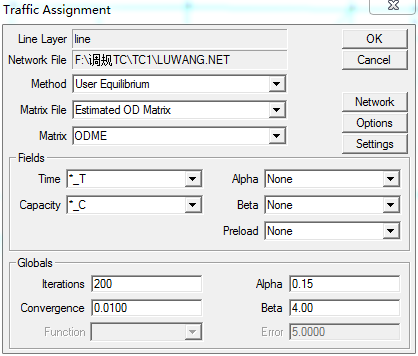 Traffic Assignment
Line Layer line
Network File F:\调规TC\TC1\LUWANG.NET
Method User Equilibrium
Matrix File Estimated OD Matrix
Matrix ODME
OK
Cancel
Network
Options
Settings
Fields
Time *_T Alpha None
Capacity *_C Beta None
Preload None
Globals
Iterations 200 Alpha 0.15
Convergence 0.0100 Beta 4.00
Function Error 5.0000